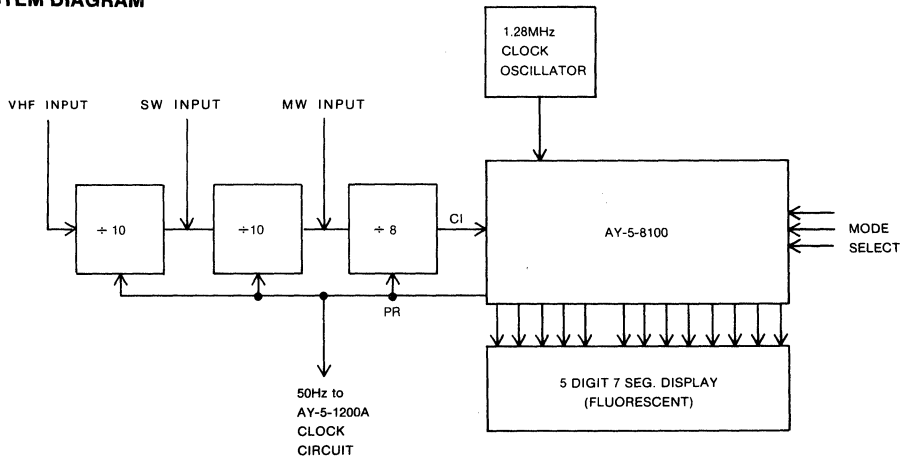 STEM DIAGRAM
1.28MHz
CLOCK
OSCILLATOR
VHF INPUT
SW INPUT
MW INPUT
÷ 10
÷10
÷ 8
CI
AY-5-8100
MODE
SELECT
PR
50Hz to
AY-5-1200A
CLOCK
CIRCUIT
5 DIGIT 7 SEG. DISPLAY
(FLUORESCENT)